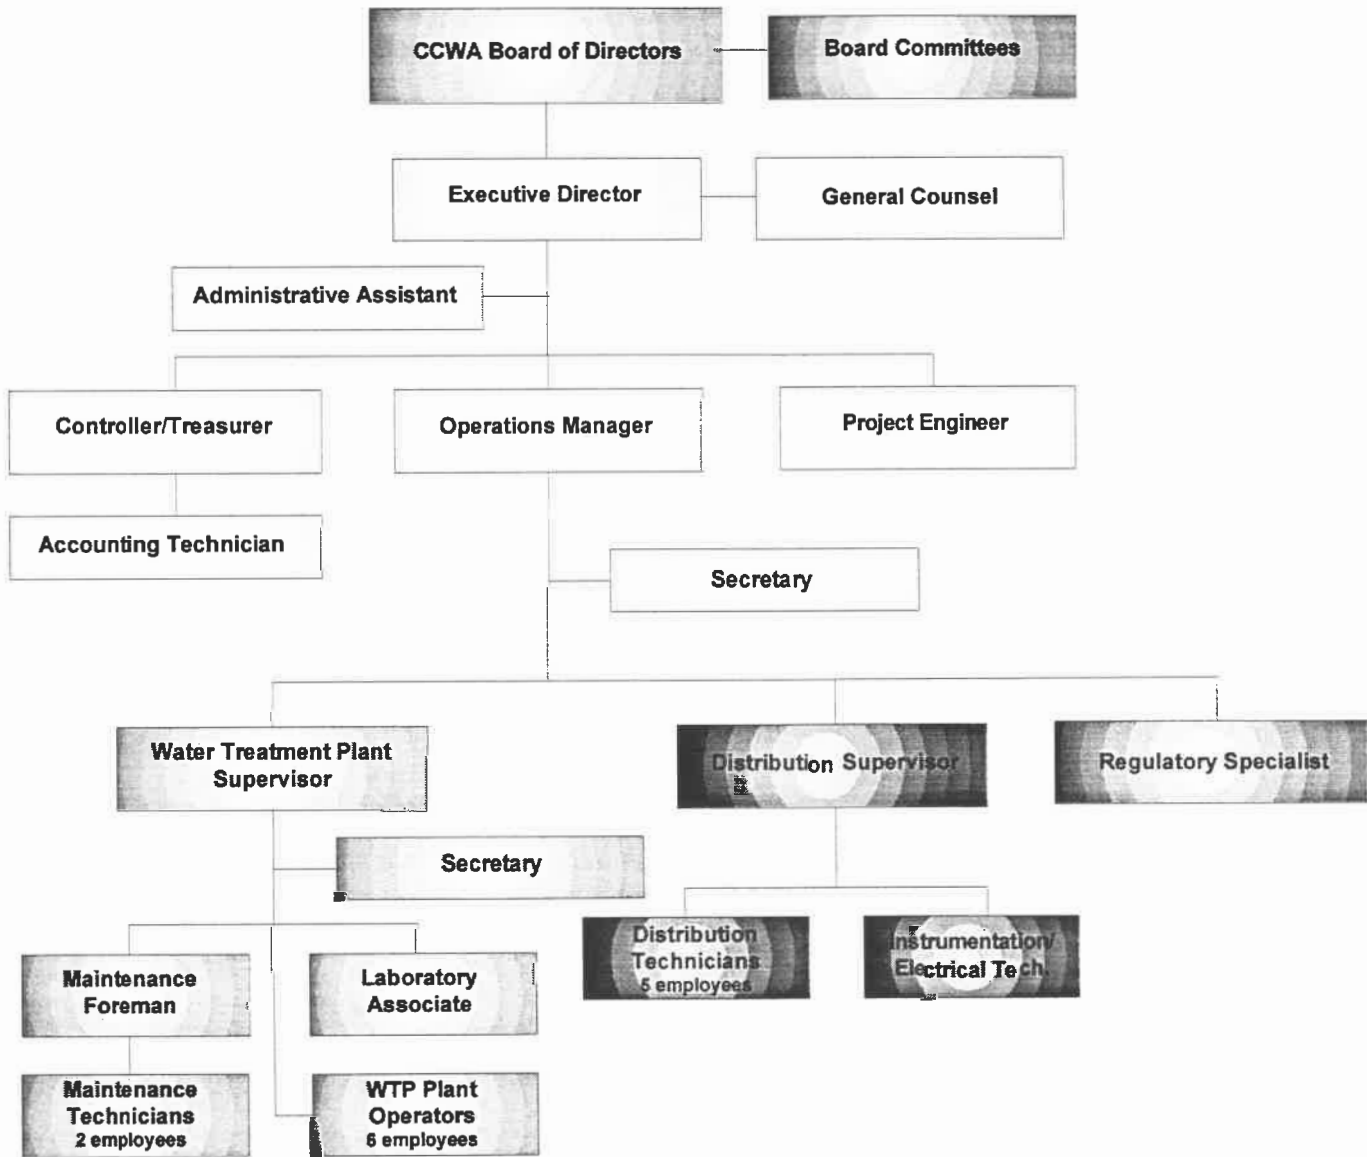 CCWA Board of Directors
Board Committees
Executive Director
General Counsel
Administrative Assistant
Controller/Treasurer
Operations Manager
Project Engineer
Accounting Technician
Secretary
Water Treatment Plant
Supervisor
Distribution Supervisor
Regulatory Specialist
Secretary
Maintenance
Foreman
Laboratory
Associate
Distribution
Technicians
5 employees
Instrumentation/
Electrical Tech.
Maintenance
Technicians
2 employees
WTP Plant
Operators
6 employees